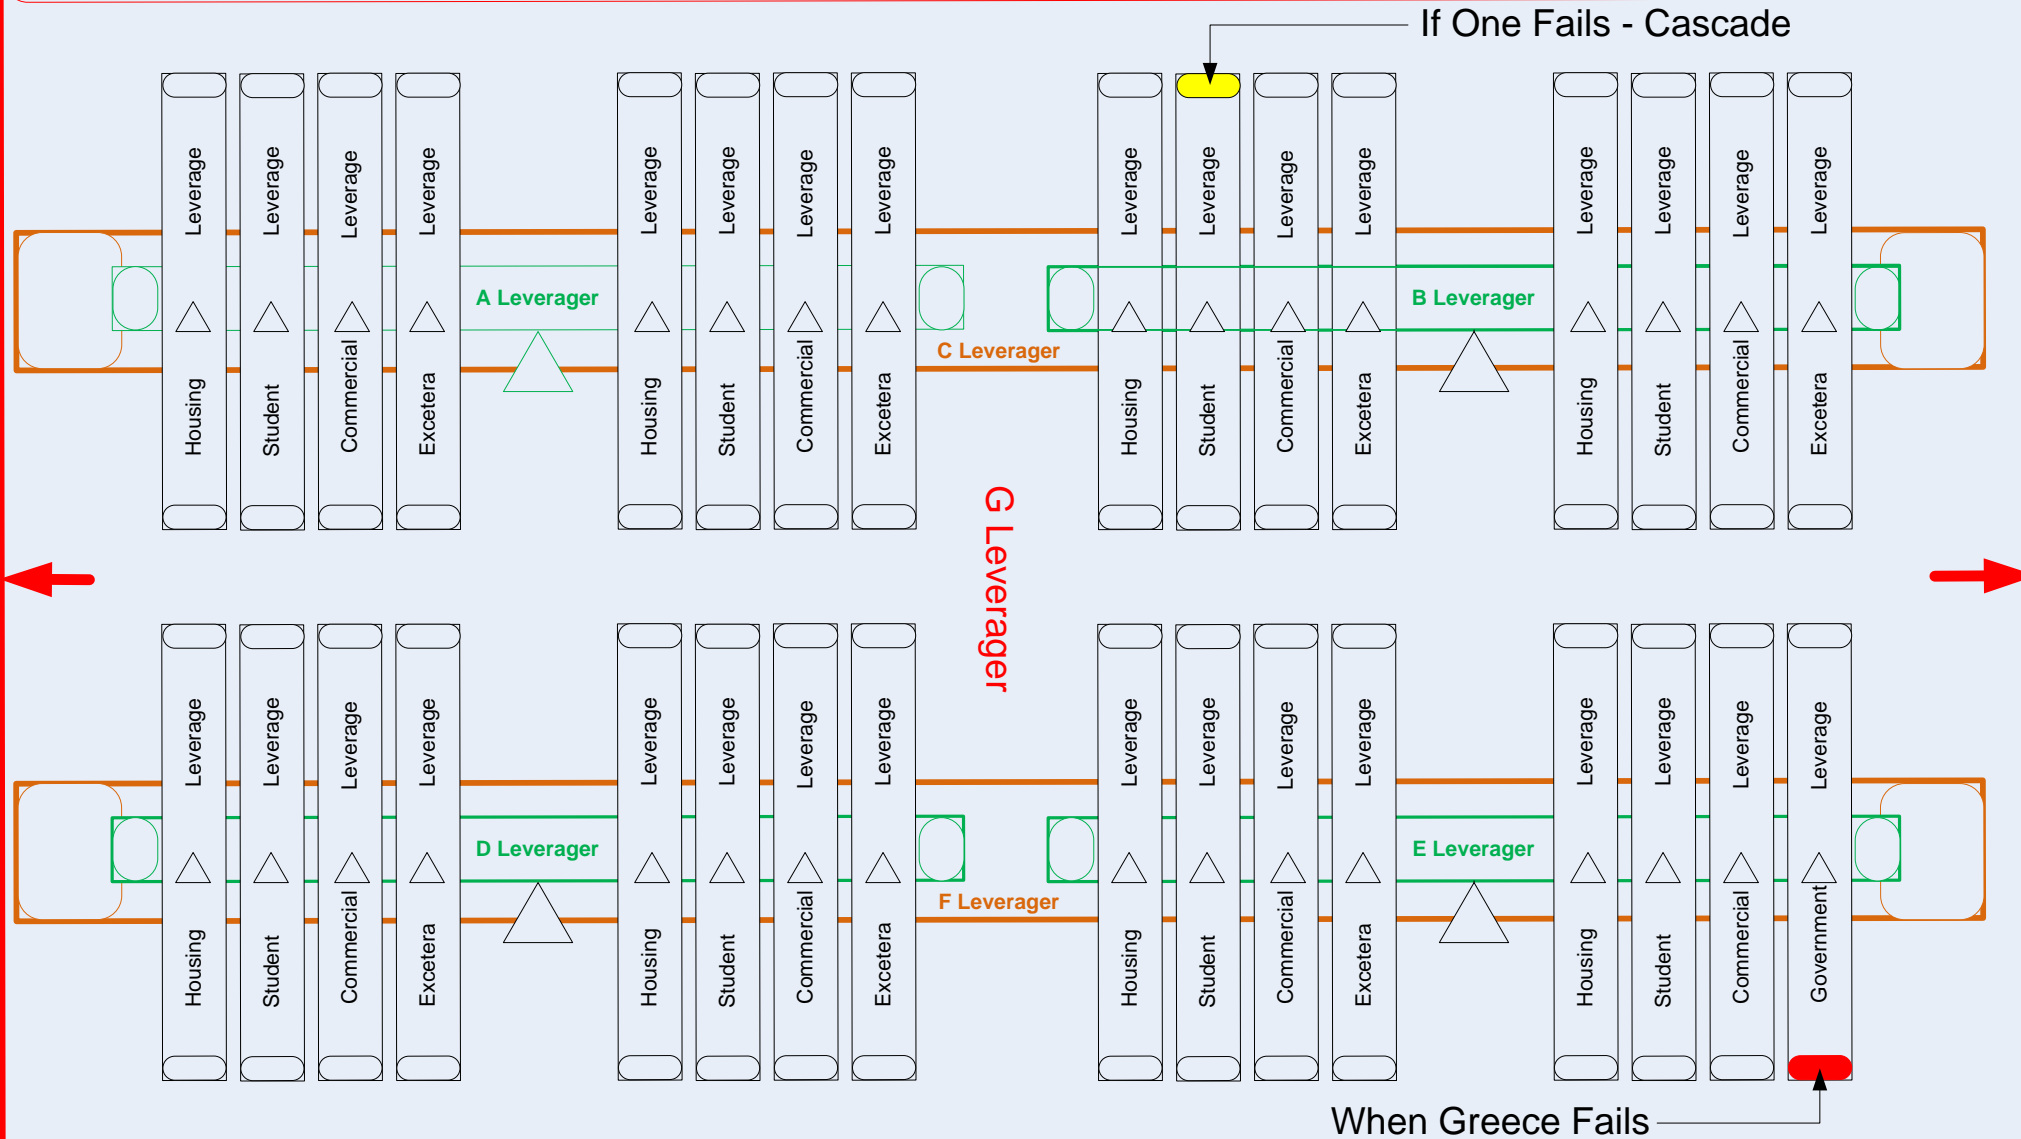 If One Fails - Cascade
Leverage Leverage Leverage Leverage Leverage Leverage Leverage Leverage Leverage Leverage Leverage Leverage Leverage Leverage Leverage Leverage
A Leverager B Leverager
C Leverager
Housing Student Commercial Excetera Housing Student Commercial Excetera Housing Student Commercial Excetera Housing Student Commercial Excetera
G Leverager
Leverage Leverage Leverage Leverage Leverage Leverage Leverage Leverage Leverage Leverage Leverage Leverage Leverage Leverage Leverage Leverage
D Leverager E Leverager
F Leverager
Housing Student Commercial Excetera Housing Student Commercial Excetera Housing Student Commercial Excetera Housing Student Commercial Government
When Greece Fails